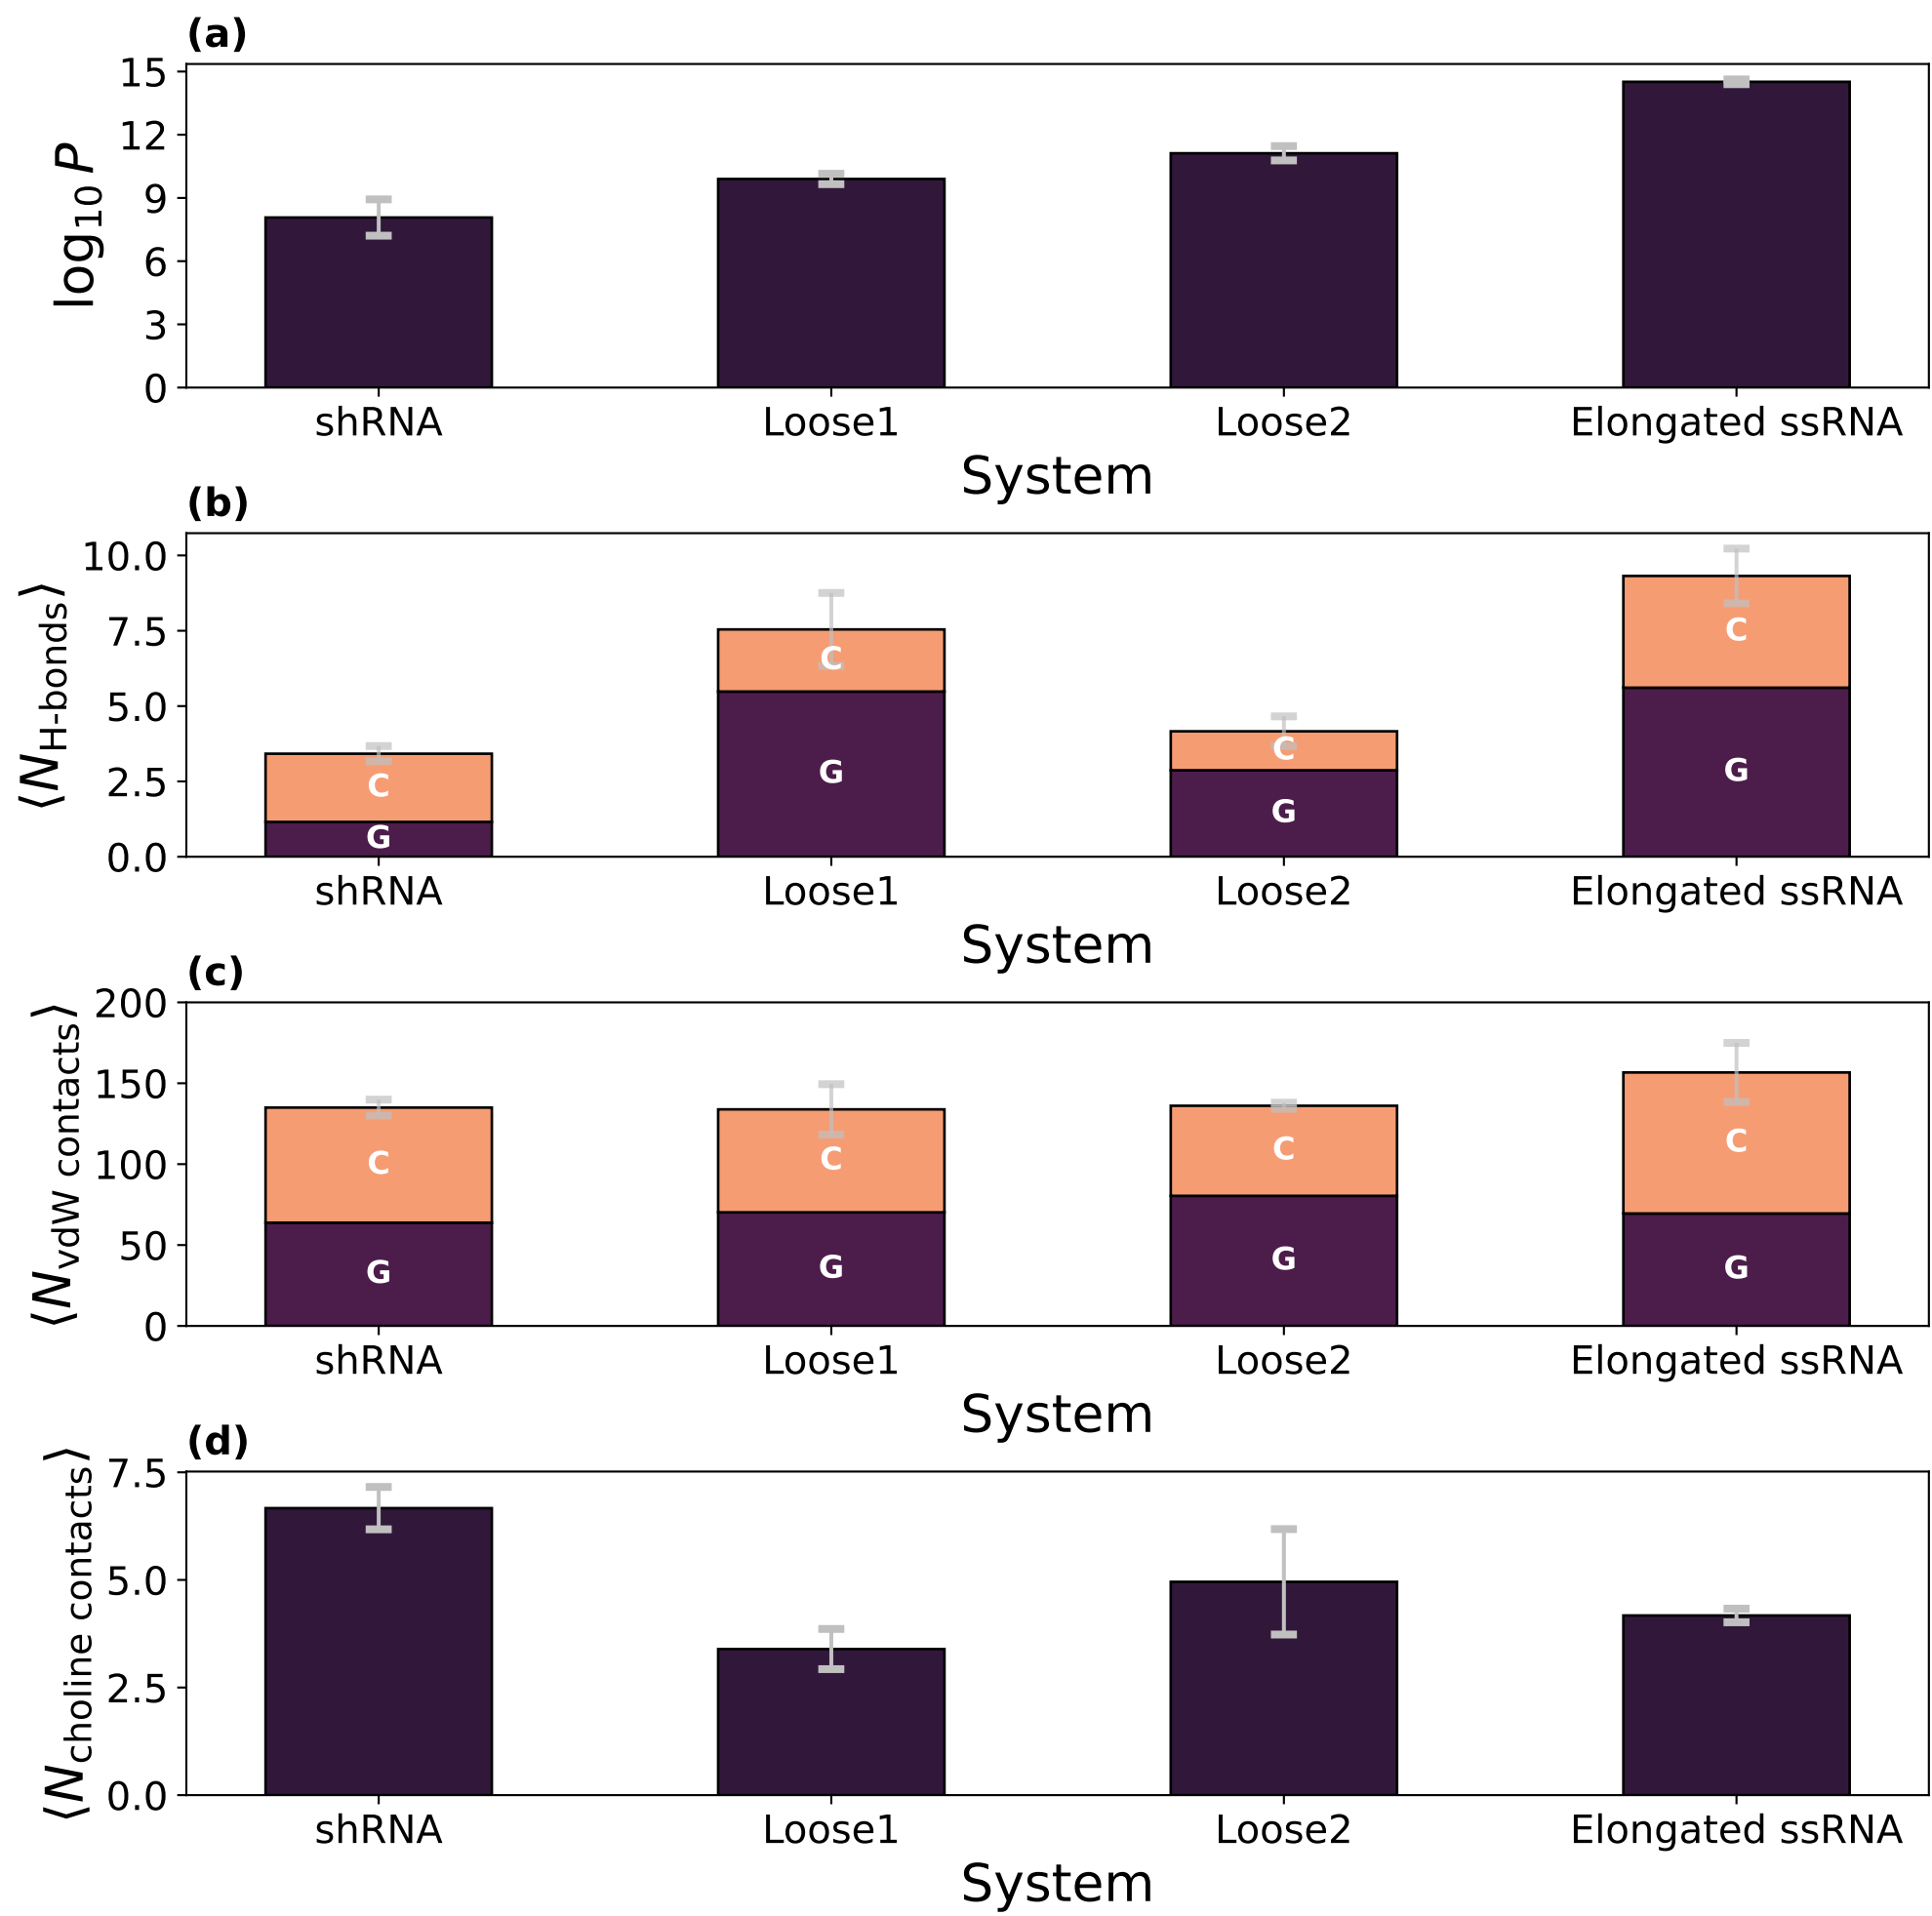 (a)
log10 P
15
12
9
6
3
0
shRNA Loose1 Loose2 Elongated ssRNA
System
(b)
⟨NH-bonds⟩
10.0
7.5
5.0
2.5
0.0
C C C C
G G G G
shRNA Loose1 Loose2 Elongated ssRNA
System
(c)
⟨NvdW contacts⟩
200
150
100
50
0
C C C C
G G G G
shRNA Loose1 Loose2 Elongated ssRNA
System
(d)
⟨Ncholine contacts⟩
7.5
5.0
2.5
0.0
shRNA Loose1 Loose2 Elongated ssRNA
System